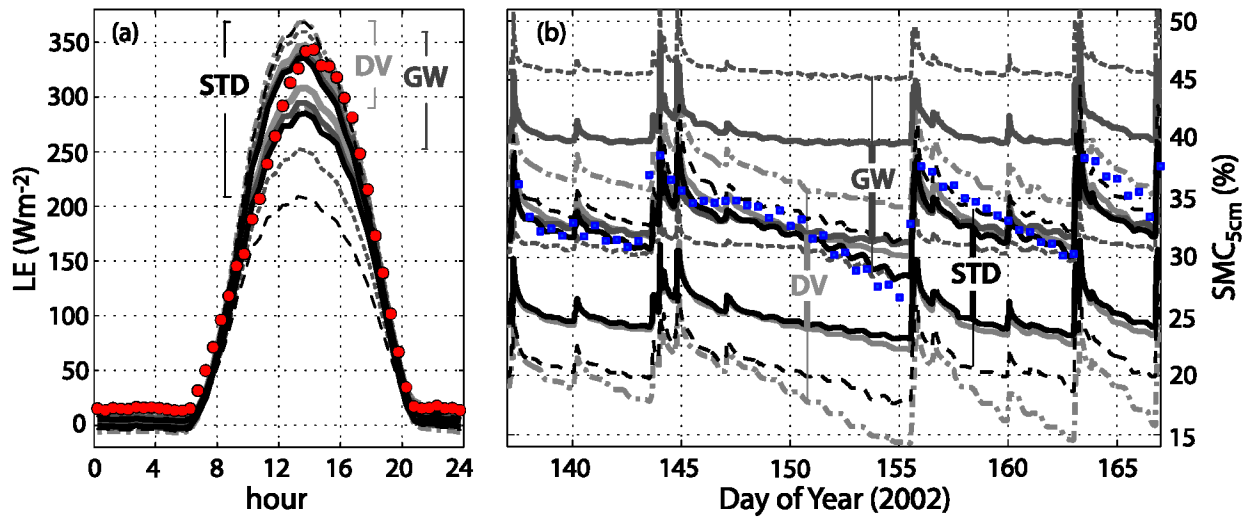 (a)
LE (Wm-2)
350
300
250
200
150
100
50
0
STD
DV
GW
0 4 8 12 16 20 24
hour
(b)
GW
DV
STD
50
45
40
35
30
25
20
15
SMC5cm (%)
140 145 150 155 160 165
Day of Year (2002)